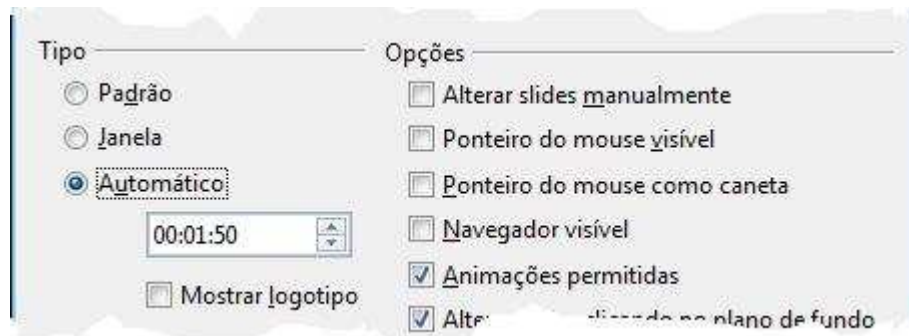 Tipo
Padrão
Janela
Automático
00:01:50
Mostrar logotipo
Opções
Alterar slides manualmente
Ponteiro do mouse visível
Ponteiro do mouse como caneta
Navegador visível
Animações permitidas
no plano de fundo